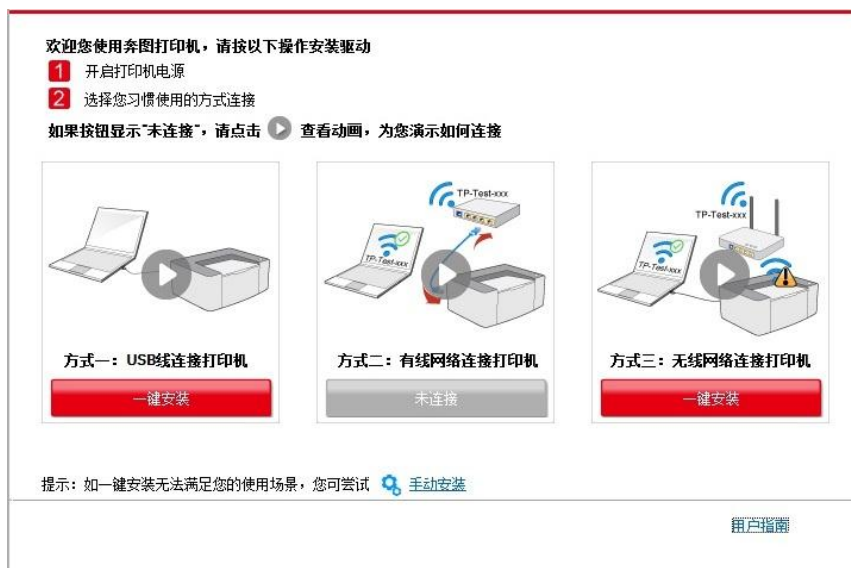 欢迎您使用奔图打印机，请按以下操作安装驱动
1 开启打印机电源
2 选择您习惯使用的方式连接
如果按钮显示"未连接"，请点击 查看动画，为您演示如何连接
TP-Test-xxx
TP-Test-xxx
TP-Test-xxx
TP-Test-xxx
方式一：USB线连接打印机
方式二：有线网络连接打印机
方式三：无线网络连接打印机
一键安装
未连接
一键安装
提示：如一键安装无法满足您的使用场景，您可尝试 手动安装
用户指南